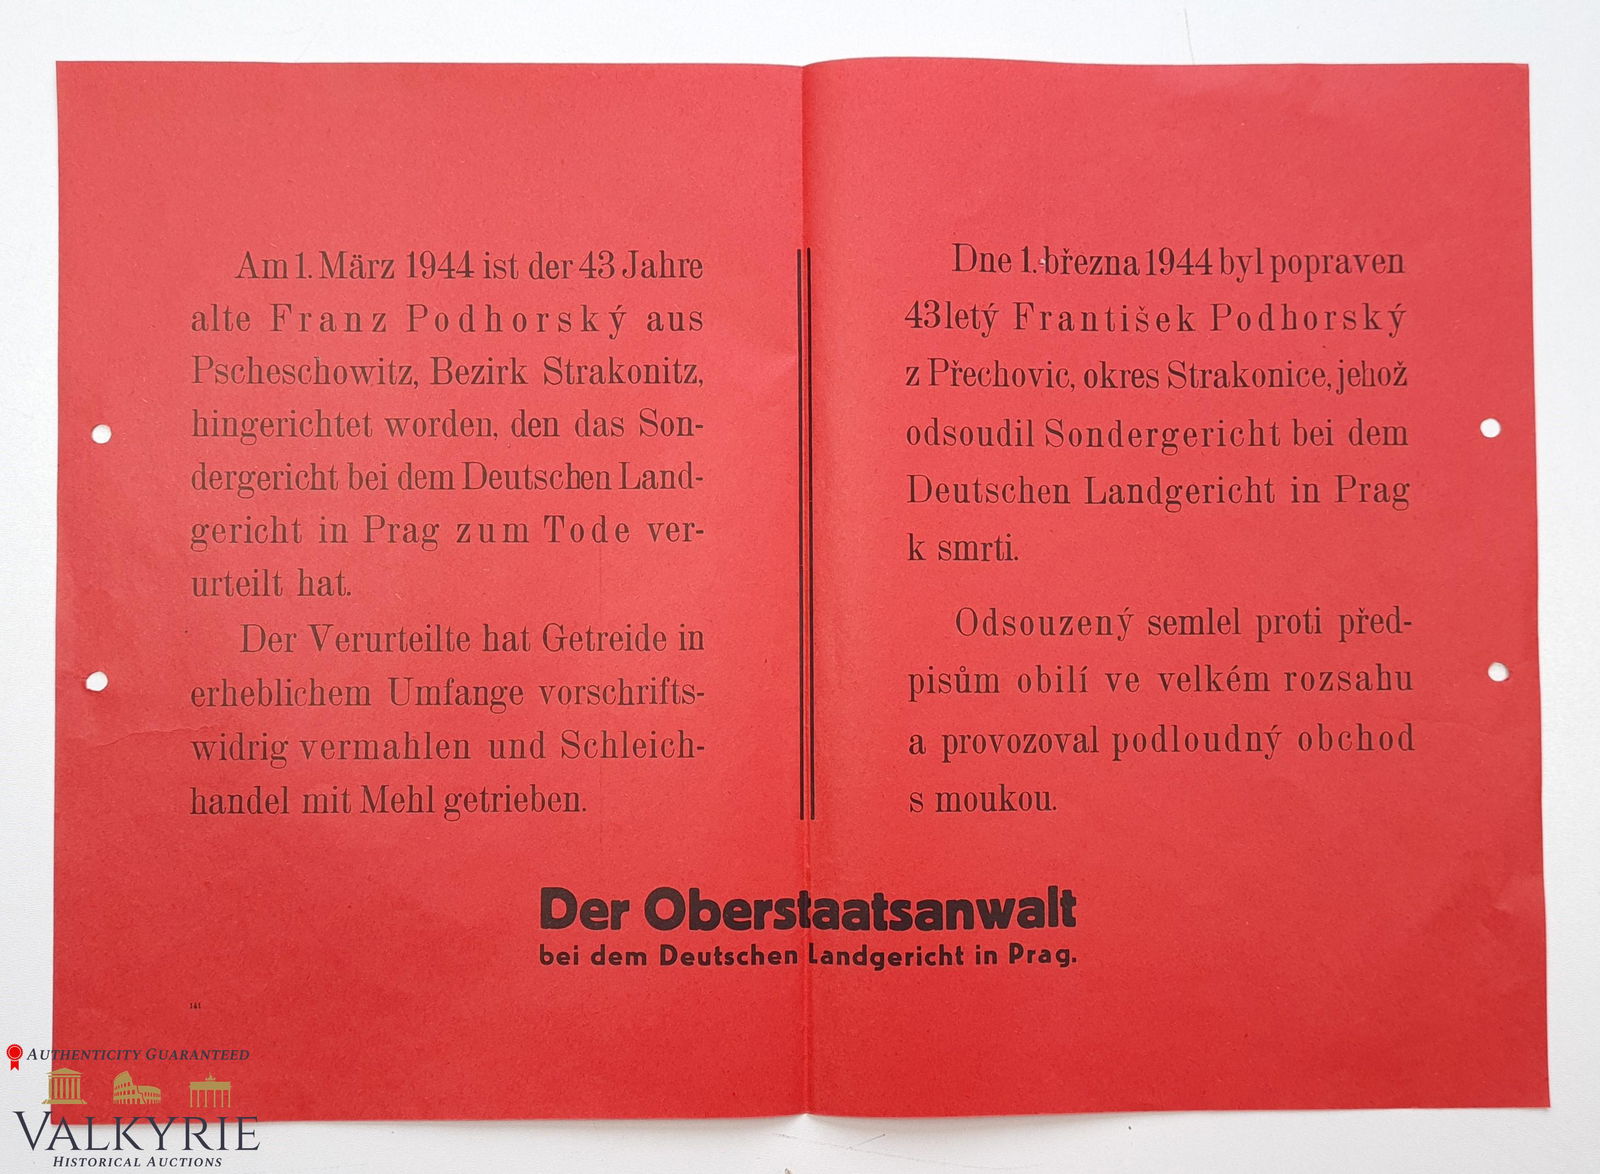 Am 1. März 1944 ist der 43 Jahre
alte Franz Podhorský aus
Pscheschowitz, Bezirk Strakonitz,
hingerichtet worden, den das Son-
dergericht bei dem Deutschen Land-
gericht in Prag zum Tode ver-
urteilt hat.
Der Verurteilte hat Getreide in
erheblichem Umfange vorschrifts-
widrig vermahlen und Schleich-
handel mit Mehl getrieben.
Dne 1. března 1944 byl popraven
43letý František Podhorský
z Přechovic, okres Strakonice, jehož
odsoudil Sondergericht bei dem
Deutschen Landgericht in Prag
k smrti.
Odsouzený semlel proti před-
pisům obilí ve velkém rozsahu
a provozoval podloudný obchod
s moukou.
Der Oberstaatsanwalt
bei dem Deutschen Landgericht in Prag.
141
AUTHENTICITY GUARANTEED
VALKYRIE
HISTORICAL AUCTIONS